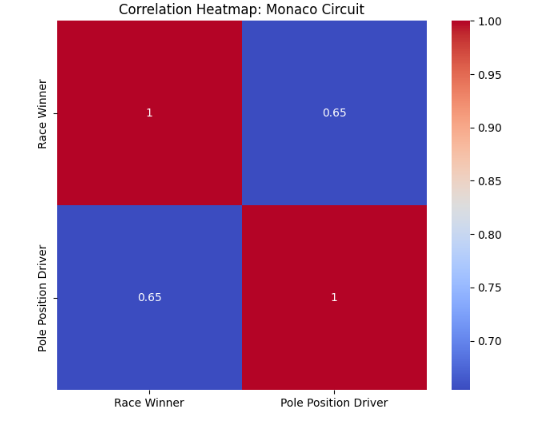 Correlation Heatmap: Monaco Circuit
Race Winner
Pole Position Driver
1
0.65
0.65
1
Race Winner
Pole Position Driver
1.00
0.95
0.90
0.85
0.80
0.75
0.70